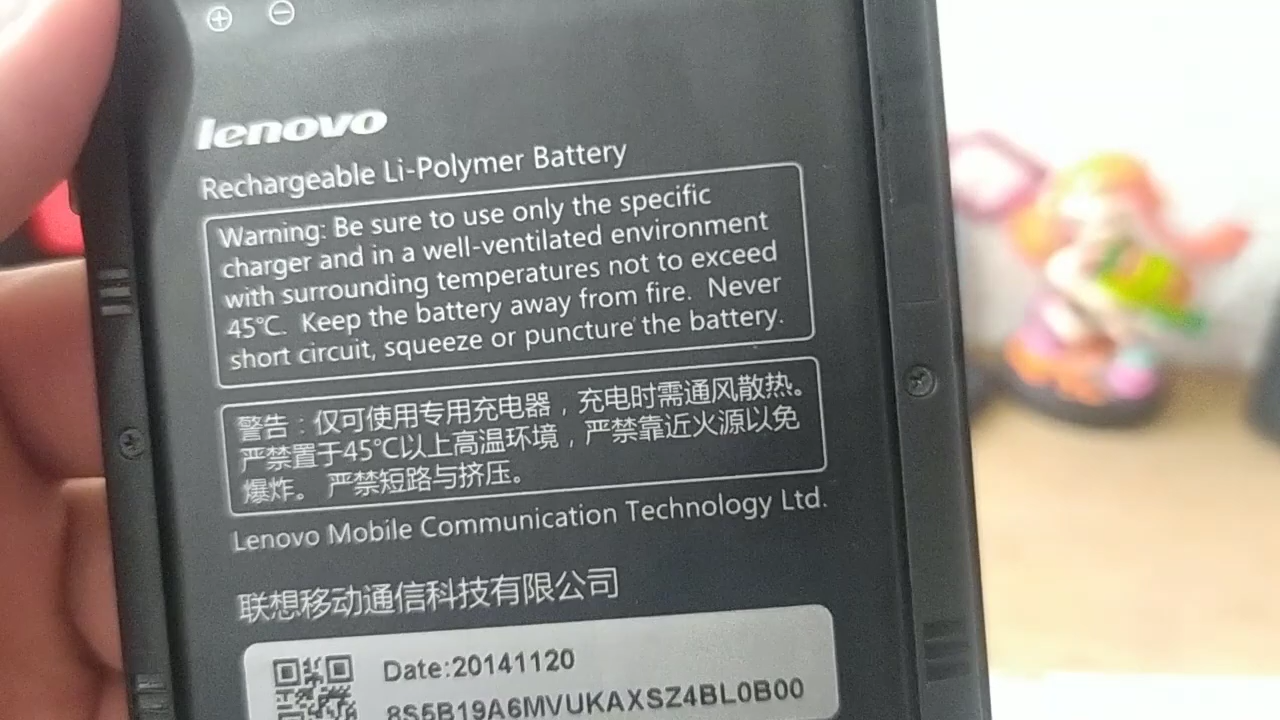 lenovo
Rechargeable Li-Polymer Battery
Warning: Be sure to use only the specific
charger and in a well-ventilated environment
with surrounding temperatures not to exceed
45℃. Keep the battery away from fire. Never
short circuit, squeeze or puncture the battery.
警告：仅可使用专用充电器，充电时需通风散热。
严禁置于45℃以上高温环境，严禁靠近火源以免
爆炸。 严禁短路与挤压。
Lenovo Mobile Communication Technology Ltd.
联想移动通信科技有限公司
Date:20141120
8S5B19A6MVUKAXSZ4BL0B00